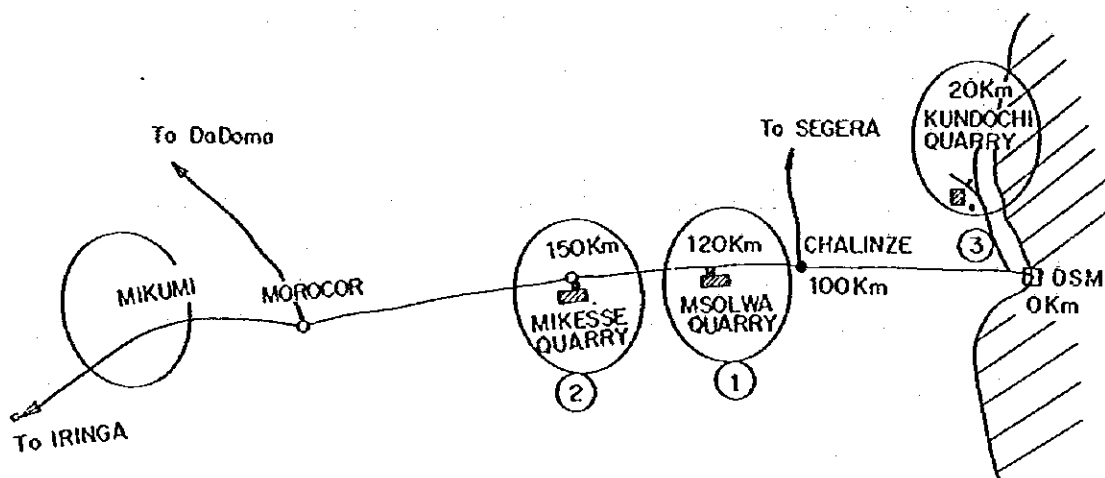 20Km
KUNDOCHI
QUARRY
To DaDoma
To SEGERA
3
150Km
120Km
CHALINZE
MIKUMI
MOROCOR
100Km
DSM
0Km
MIKESSE
QUARRY
MSOLWA
QUARRY
2
1
To IRINGA